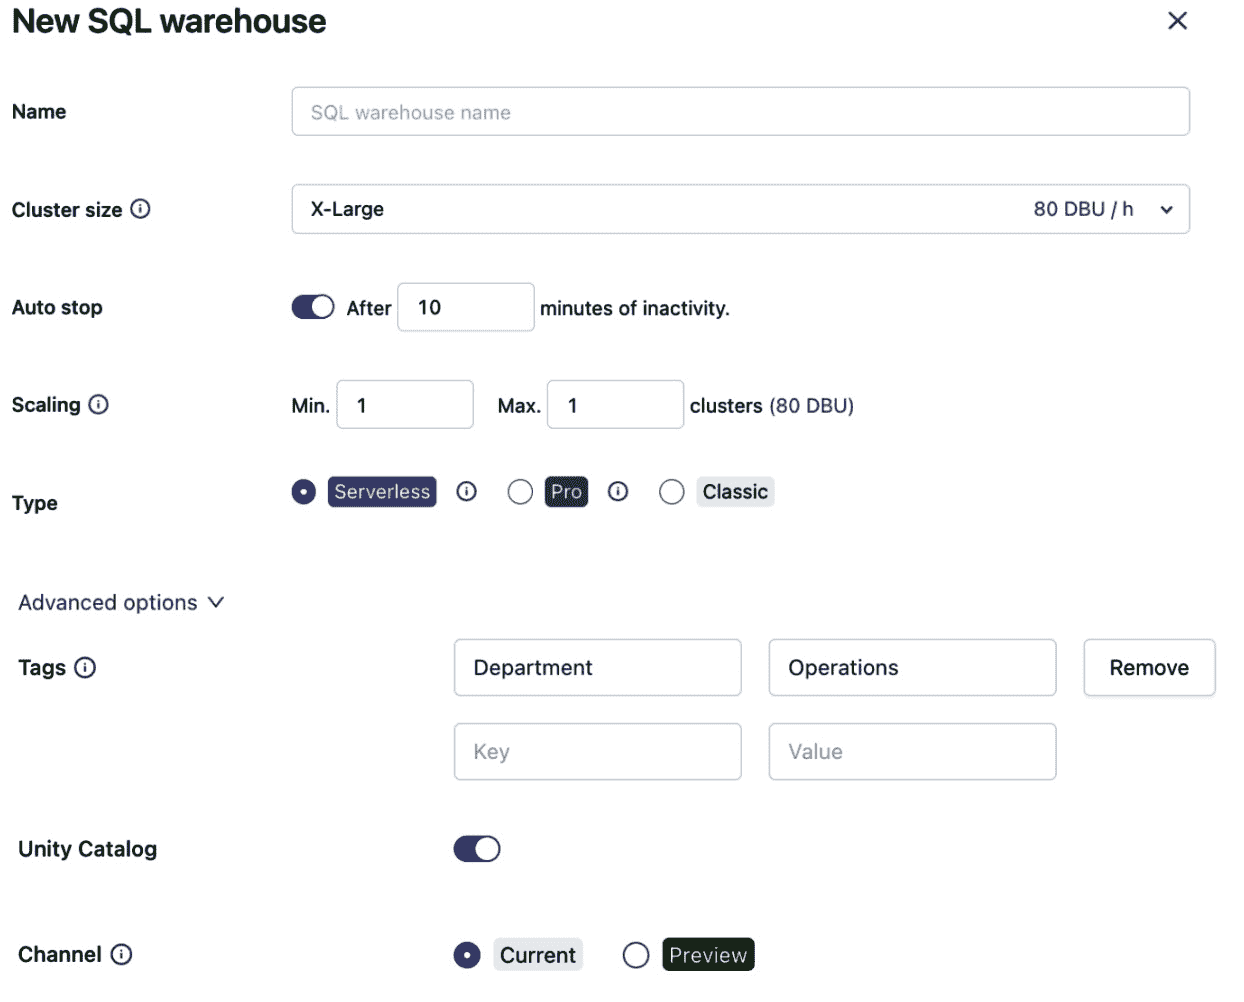 New SQL warehouse
Name
SQL warehouse name
Cluster size
X-Large 80 DBU / h
Auto stop
After 10 minutes of inactivity.
Scaling
Min. 1 Max. 1 clusters (80 DBU)
Type
Serverless Pro Classic
Advanced options
Tags
Department Operations Remove
Key Value
Unity Catalog
Channel
Current Preview